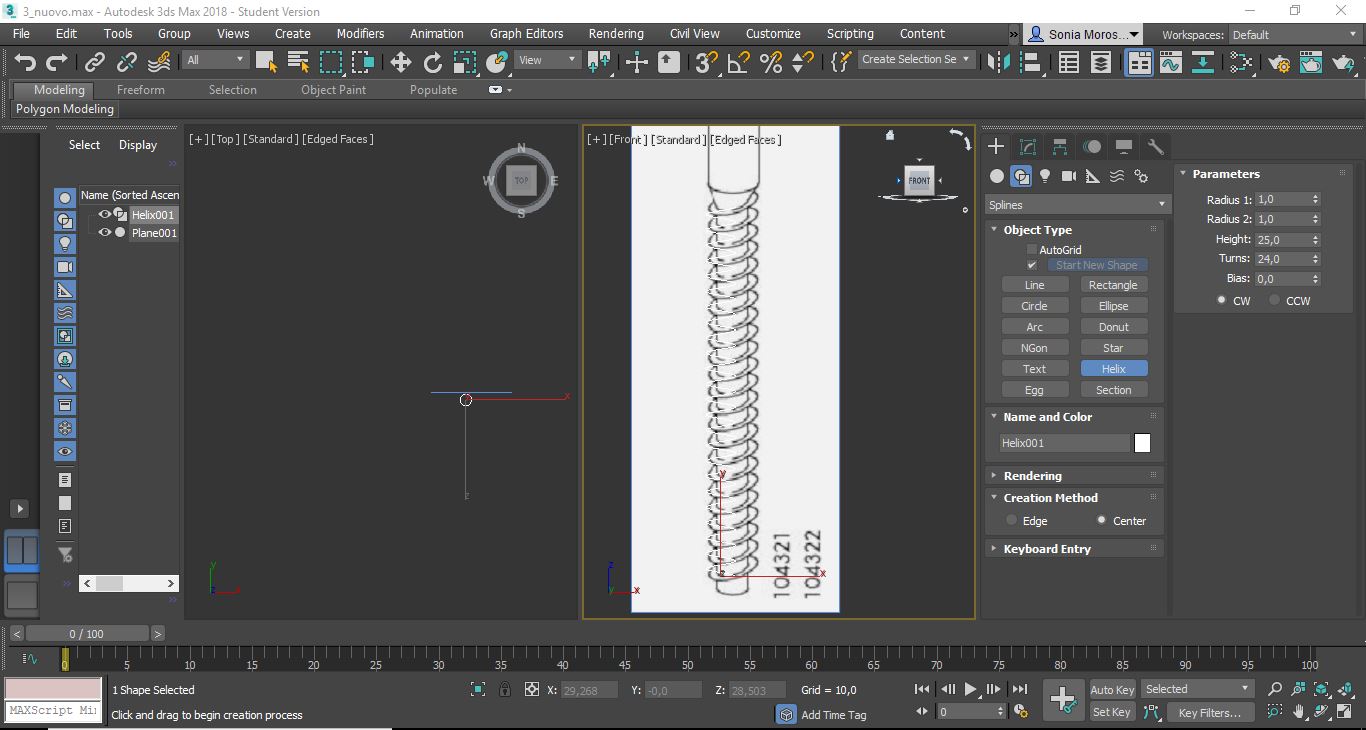 3_nuovo.max - Autodesk 3ds Max 2018 - Student Version
File Edit Tools Group Views Create Modifiers Animation Graph Editors Rendering Civil View Customize Scripting Content » Sonia Moros... Workspaces: Default
All View 3 Create Selection Se
Modeling Freeform Selection Object Paint Populate
Polygon Modeling
Select Display
»
Name (Sorted Ascen
Helix001
Plane001
»
»
[+] [Top] [Standard] [Edged Faces]
N
W TOP E
S
x
z
y
z x
[+] [Front] [Standard] [Edged Faces]
FRONT
y
z x
z
y x
104321
104322
Splines
Object Type
AutoGrid
Start New Shape
Line Rectangle
Circle Ellipse
Arc Donut
NGon Star
Text Helix
Egg Section
Name and Color
Helix001
Rendering
Creation Method
Edge Center
Keyboard Entry
Parameters
Radius 1: 1,0
Radius 2: 1,0
Height: 25,0
Turns: 24,0
Bias: 0,0
CW CCW
< 0 / 100 >
0 5 10 15 20 25 30 35 40 45 50 55 60 65 70 75 80 85 90 95 100
MAXScript Mi
1 Shape Selected
Click and drag to begin creation process
X: 29,268 Y: -0,0 Z: 28,503 Grid = 10,0
Add Time Tag
0
Auto Key Selected
Set Key Key Filters...